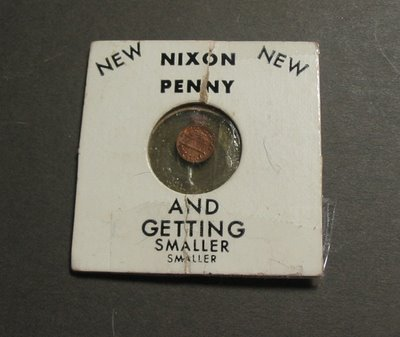 NEW NIXON NEW
PENNY
AND
GETTING
SMALLER
SMALLER